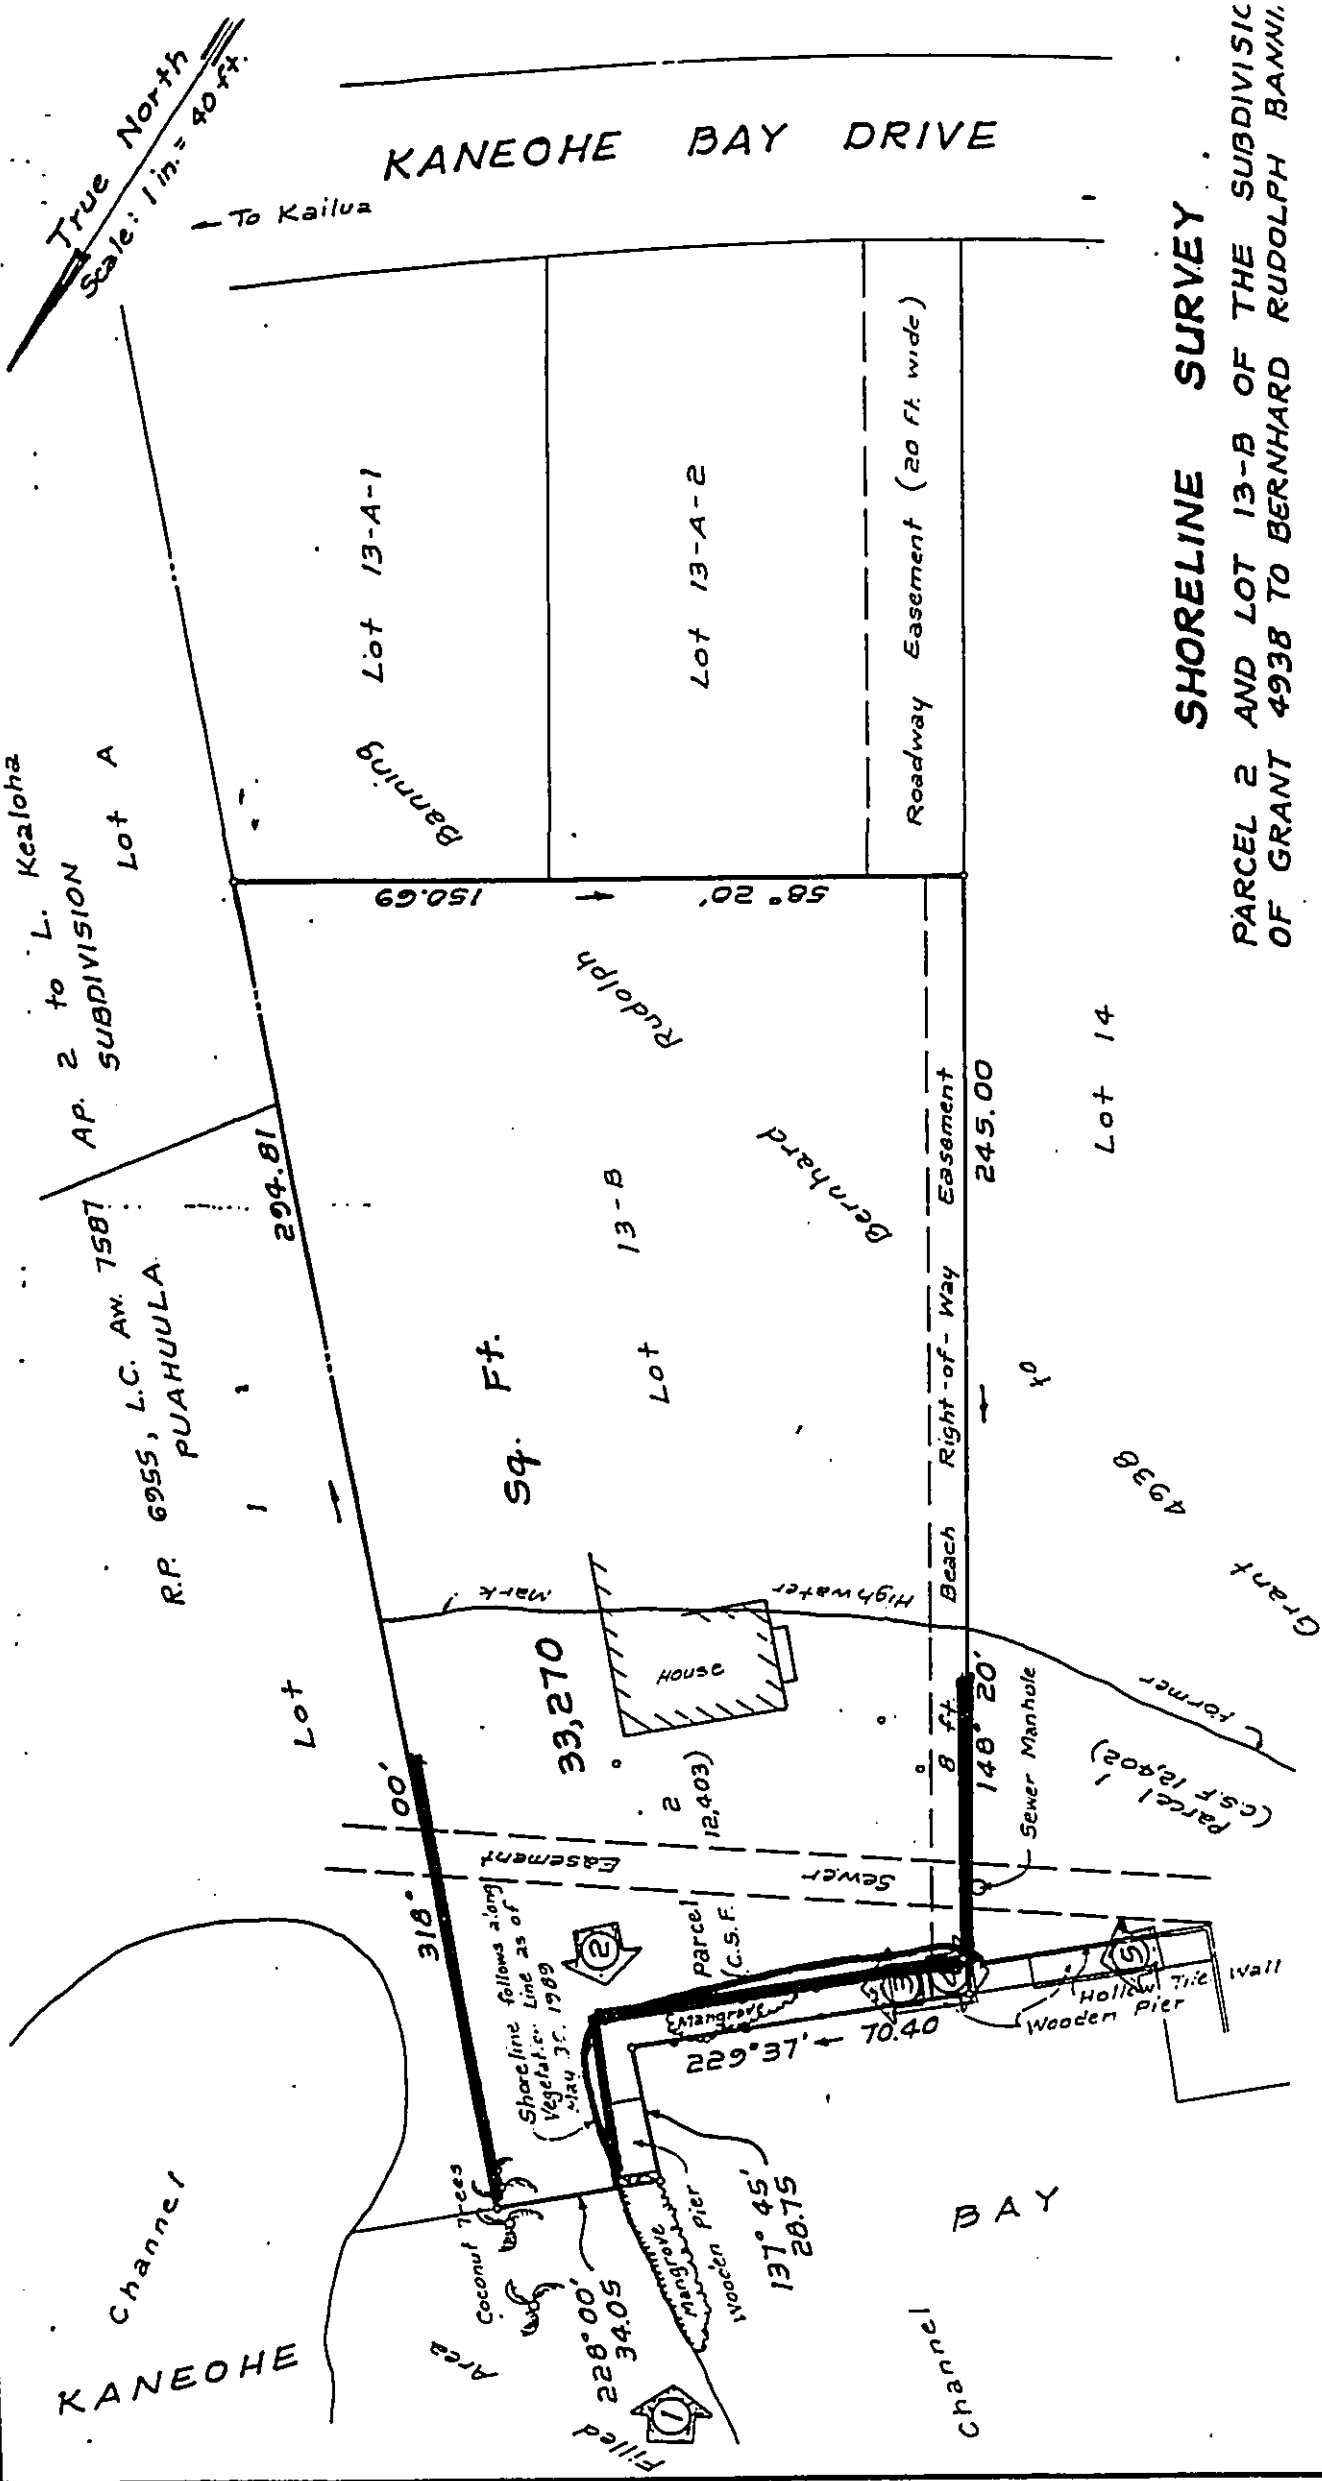 True North
Scale: 1 in. = 40 ft.
KANEOHE BAY DRIVE
← To Kailua
Lot 13-A-1
Lot 13-A-2
Roadway Easement (20 Ft. wide)
Banning
Rudolph
Bernhard
to
4938
Grant
AP. 2 to L. Kealoha
SUBDIVISION
Lot A
R.P. 6955, L.C. Aw. 7587
PUAHUULA
Lot 1
294.81
318° 00'
150.69
58° 20'
33,270 Sq. Ft.
Lot 13-B
8 ft. Beach Right-of-Way Easement
148° 20'
245.00
Lot 14
House
Former Highwater Mark
Parcel 2
(C.S.F. 12,403)
Parcel 1
(C.S.F. 12,402)
Sewer Easement
Sewer Manhole
Shoreline follows along
Vegetation Line as of
1989
Mangrove
229° 37' ← 70.40
Hollow Tile Wall
Wooden Pier
137° 45'
28.75
Mangrove
Wooden Pier
228° 00'
34.05
Coconut Trees
Filled Area
1
2
3
4
5
Channel
KANEOHE BAY
Channel
SHORELINE SURVEY
PARCEL 2 AND LOT 13-B OF THE SUBDIVISIO
OF GRANT 4938 TO BERNHARD RUDOLPH BANNI